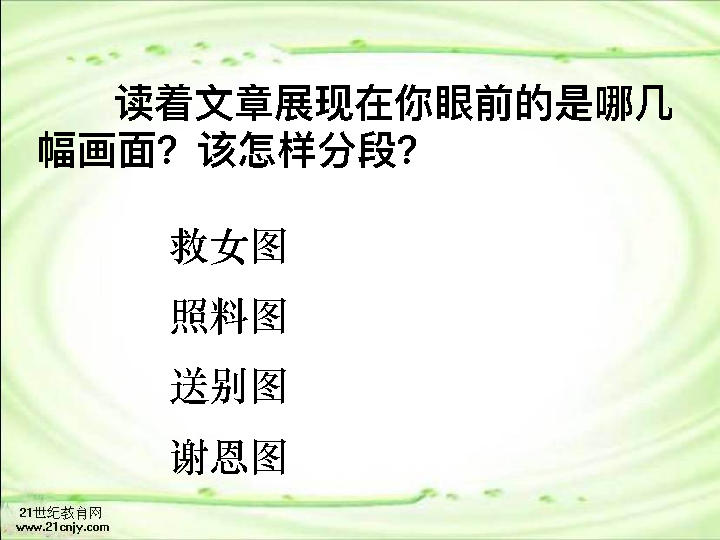 读着文章展现在你眼前的是哪几
幅画面？该怎样分段？
救女图
照料图
送别图
谢恩图
21世纪教育网
www.21cnjy.com